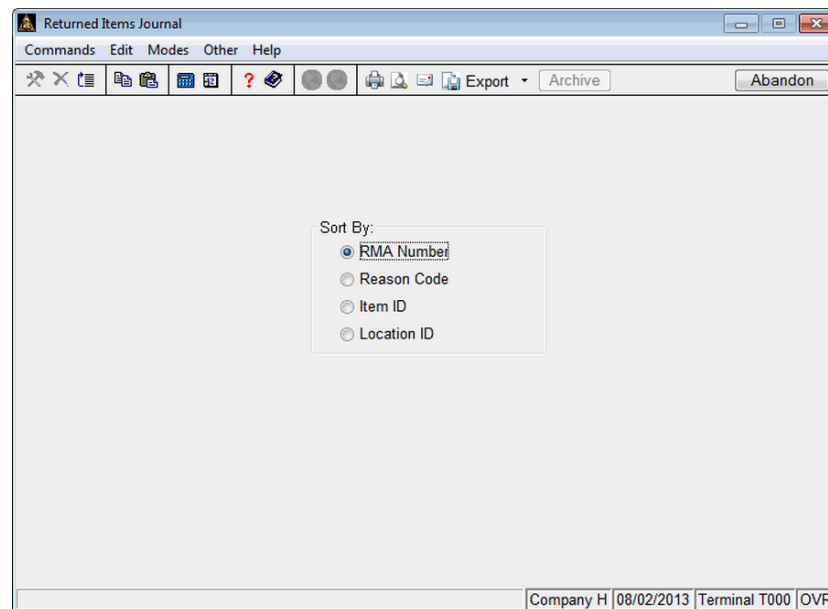 Returned Items Journal
Commands Edit Modes Other Help
Export Archive Abandon
Sort By:
RMA Number
Reason Code
Item ID
Location ID
Company H 08/02/2013 Terminal T000 OVR